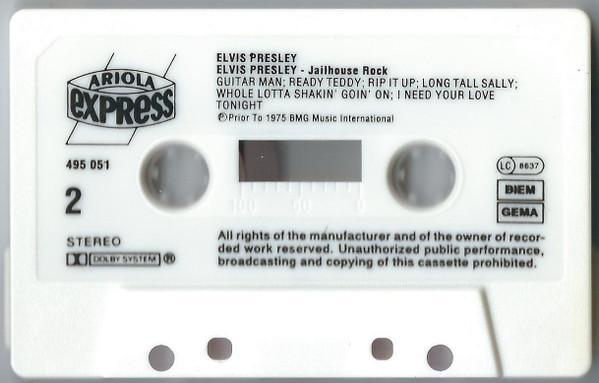 ELVIS PRESLEY
ELVIS PRESLEY - Jailhouse Rock
GUITAR MAN; READY TEDDY; RIP IT UP; LONG TALL SALLY;
WHOLE LOTTA SHAKIN' GOIN' ON; I NEED YOUR LOVE
TONIGHT
℗ Prior To 1975 BMG Music International
ARIOLA
EXPRESS
495 051
2
100 50 0
LC 8637
BIEM
GEMA
STEREO
DOLBY SYSTEM ®
All rights of the manufacturer and of the owner of recor-
ded work reserved. Unauthorized public performance,
broadcasting and copying of this cassette prohibited.